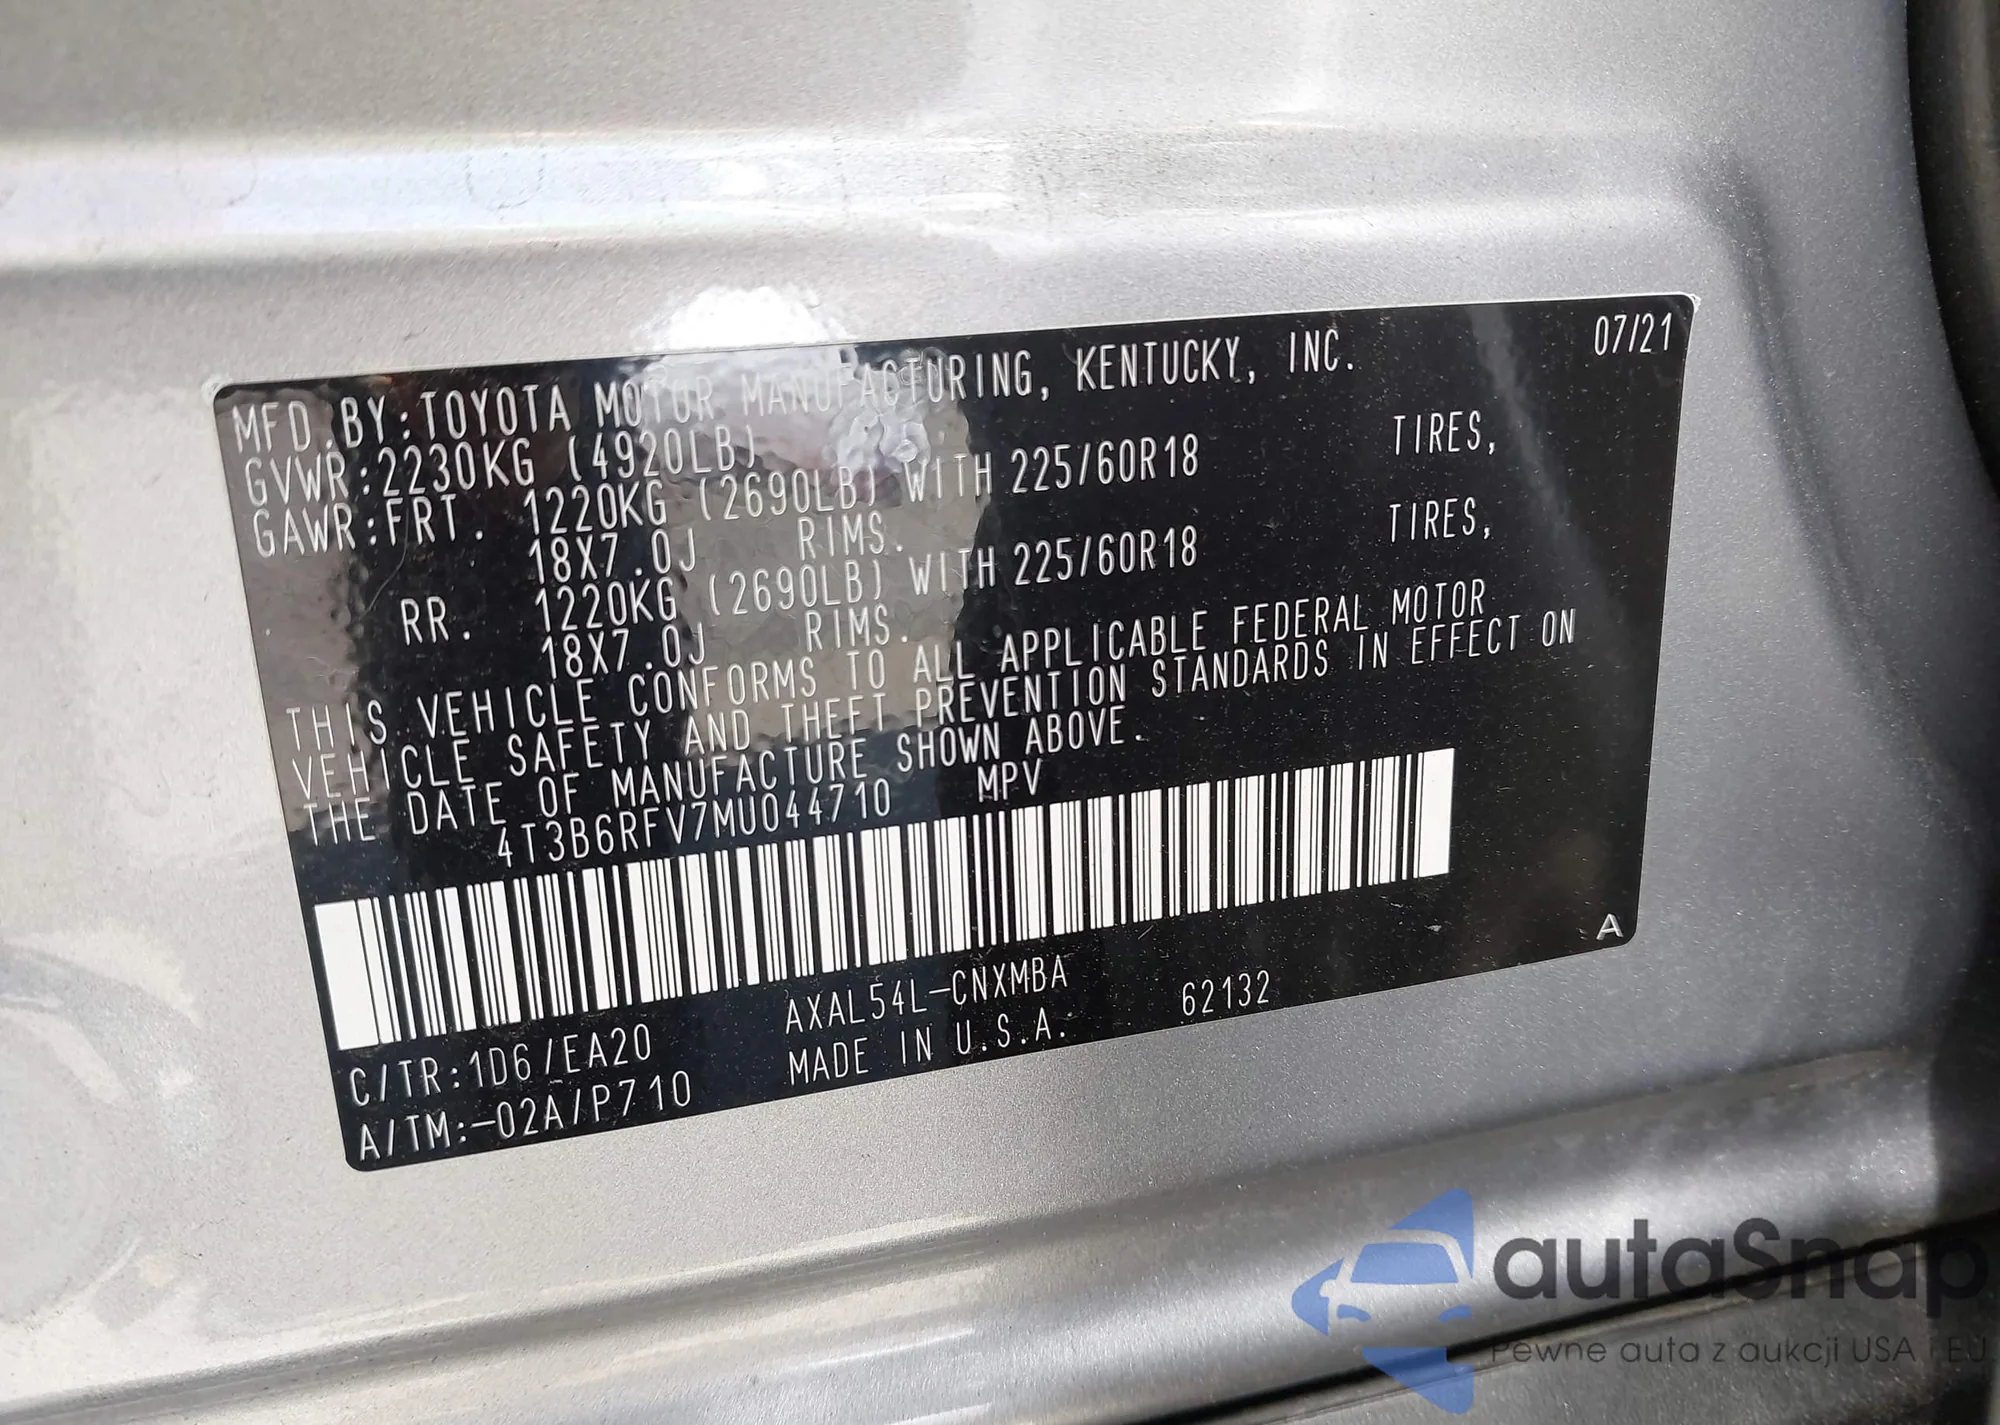 07/21
MFD.BY:TOYOTA MOTOR MANUFACTURING, KENTUCKY, INC.
GVWR:2230KG (4920LB)
GAWR:FRT. 1220KG (2690LB) WITH 225/60R18 TIRES,
18X7.0J RIMS.
RR. 1220KG (2690LB) WITH 225/60R18 TIRES,
18X7.0J RIMS.
THIS VEHICLE CONFORMS TO ALL APPLICABLE FEDERAL MOTOR
VEHICLE SAFETY AND THEFT PREVENTION STANDARDS IN EFFECT ON
THE DATE OF MANUFACTURE SHOWN ABOVE.
4T3B6RFV7MU044710 MPV
A
C/TR:1D6/EA20 AXAL54L-CNXMBA 62132
A/TM:-02A/P710 MADE IN U.S.A.
autaSnap
Pewne auta z aukcji USA i EU